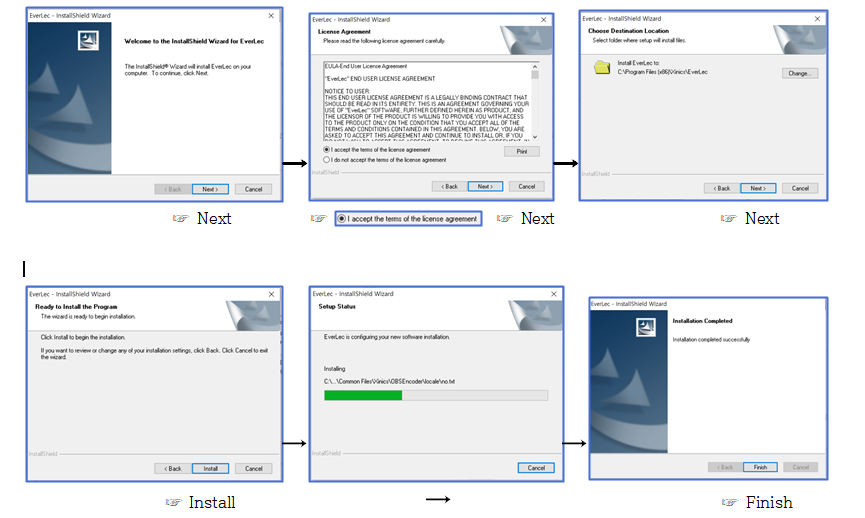 EverLec - InstallShield Wizard
Welcome to the InstallShield Wizard for EverLec
The InstallShield® Wizard will install EverLec on your
computer. To continue, click Next.
< Back
Next >
Cancel
EverLec - InstallShield Wizard
License Agreement
Please read the following license agreement carefully.
EULA-End User License Agreement
"EverLec" END USER LICENSE AGREEMENT
NOTICE TO USER:
THIS END USER LICENSE AGREEMENT IS A LEGALLY BINDING CONTRACT THAT
SHOULD BE READ IN ITS ENTIRETY. THIS IS AN AGREEMENT GOVERNING YOUR
USE OF "EverLec" SOFTWARE, FURTHER DEFINED HEREIN AS PRODUCT, AND
THE LICENSOR OF THE PRODUCT IS WILLING TO PROVIDE YOU WITH ACCESS
TO THE PRODUCT ONLY ON THE CONDITION THAT YOU ACCEPT ALL OF THE
TERMS AND CONDITIONS CONTAINED IN THIS AGREEMENT. BELOW, YOU ARE
ASKED TO ACCEPT THIS AGREEMENT AND CONTINUE TO INSTALL OR, IF YOU
I accept the terms of the license agreement
I do not accept the terms of the license agreement
Print
InstallShield
< Back
Next >
Cancel
EverLec - InstallShield Wizard
Choose Destination Location
Select folder where setup will install files.
Install EverLec to:
C:\Program Files (x86)\Xinics\EverLec
Change...
InstallShield
< Back
Next >
Cancel
☞ Next
☞ I accept the terms of the license agreement
☞ Next
☞ Next
EverLec - InstallShield Wizard
Ready to Install the Program
The wizard is ready to begin installation.
Click Install to begin the installation.
If you want to review or change any of your installation settings, click Back. Click Cancel to exit
the wizard.
InstallShield
< Back
Install
Cancel
EverLec - InstallShield Wizard
Setup Status
EverLec is configuring your new software installation.
Installing
C:\...\Common Files\Xinics\OBSEncoder\locale\no.txt
InstallShield
Cancel
EverLec - InstallShield Wizard
Installation Completed
Installation completed successfully.
< Back
Finish
Cancel
☞ Install
→
☞ Finish